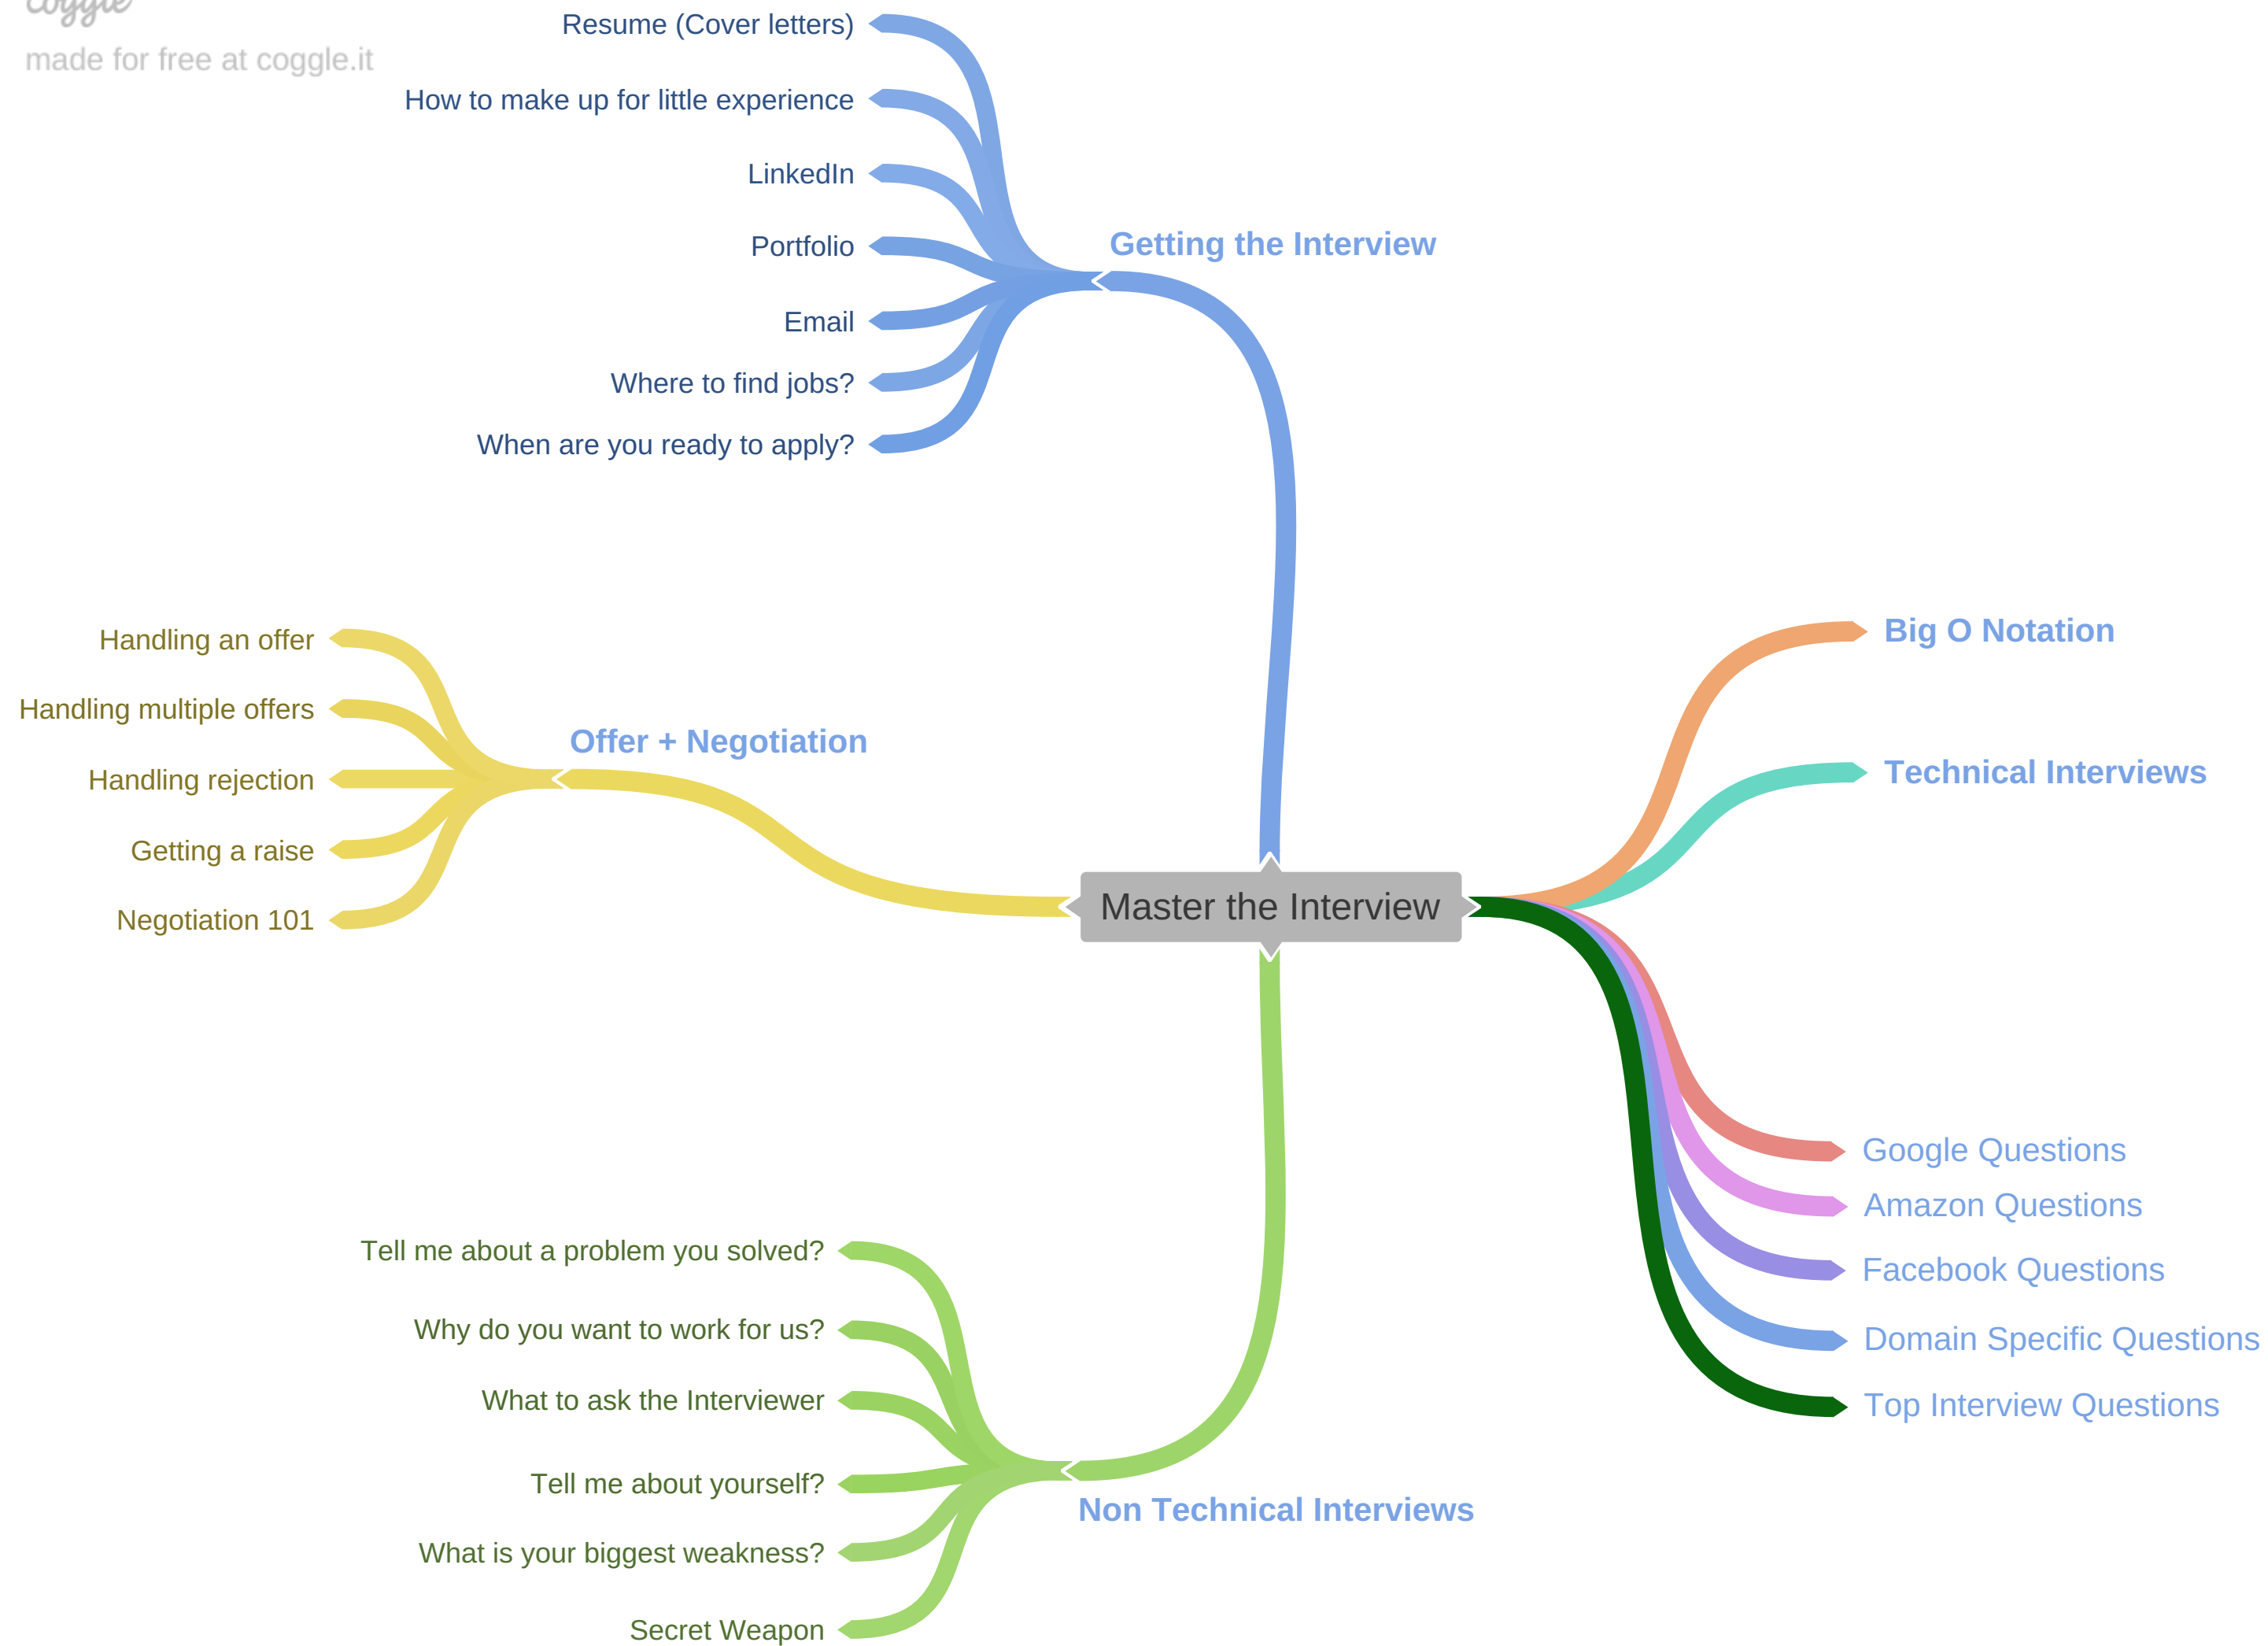 coggle
made for free at coggle.it
Resume (Cover letters)
How to make up for little experience
LinkedIn
Portfolio
Email
Where to find jobs?
When are you ready to apply?
Getting the Interview
Handling an offer
Handling multiple offers
Handling rejection
Getting a raise
Negotiation 101
Offer + Negotiation
Master the Interview
Big O Notation
Technical Interviews
Google Questions
Amazon Questions
Facebook Questions
Domain Specific Questions
Top Interview Questions
Tell me about a problem you solved?
Why do you want to work for us?
What to ask the Interviewer
Tell me about yourself?
What is your biggest weakness?
Secret Weapon
Non Technical Interviews